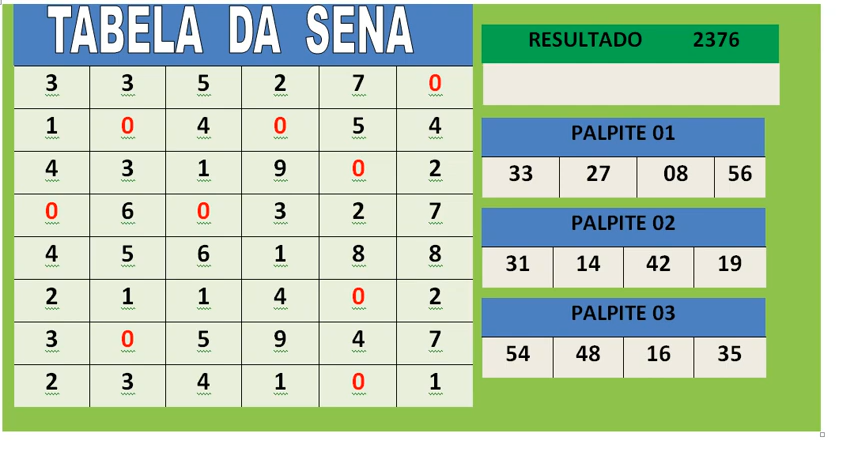 TABELA DA SENA
3 3 5 2 7 0
1 0 4 0 5 4
4 3 1 9 0 2
0 6 0 3 2 7
4 5 6 1 8 8
2 1 1 4 0 2
3 0 5 9 4 7
2 3 4 1 0 1
RESULTADO 2376
PALPITE 01
33 27 08 56
PALPITE 02
31 14 42 19
PALPITE 03
54 48 16 35